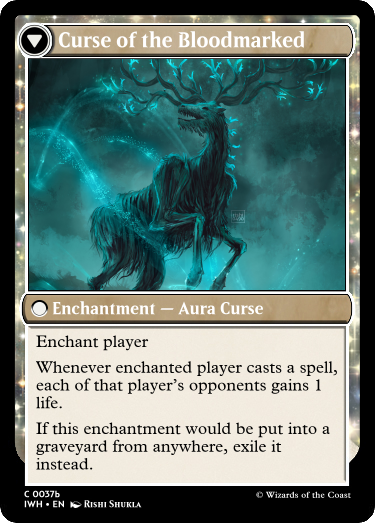 Curse of the Bloodmarked
Enchantment — Aura Curse
Enchant player
Whenever enchanted player casts a spell,
each of that player's opponents gains 1
life.
If this enchantment would be put into a
graveyard from anywhere, exile it
instead.
C 0037b
IWH • EN Rishi Shukla
© Wizards of the Coast